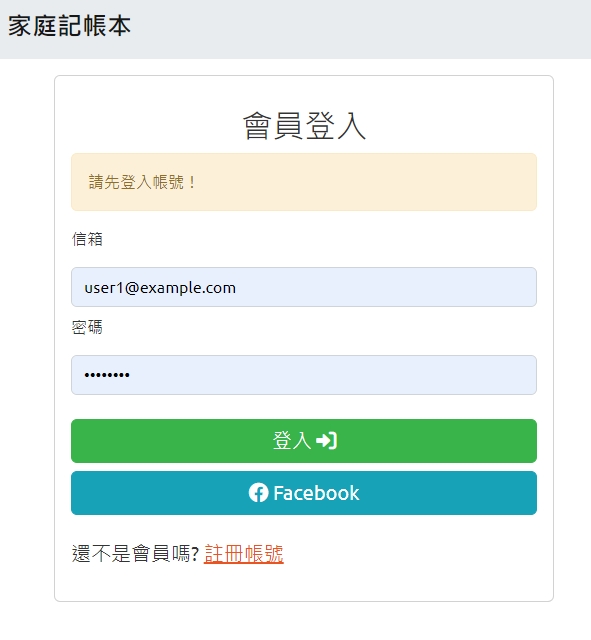 家庭記帳本
會員登入
請先登入帳號！
信箱
user1@example.com
密碼
••••••••
登入
Facebook
還不是會員嗎? 註冊帳號